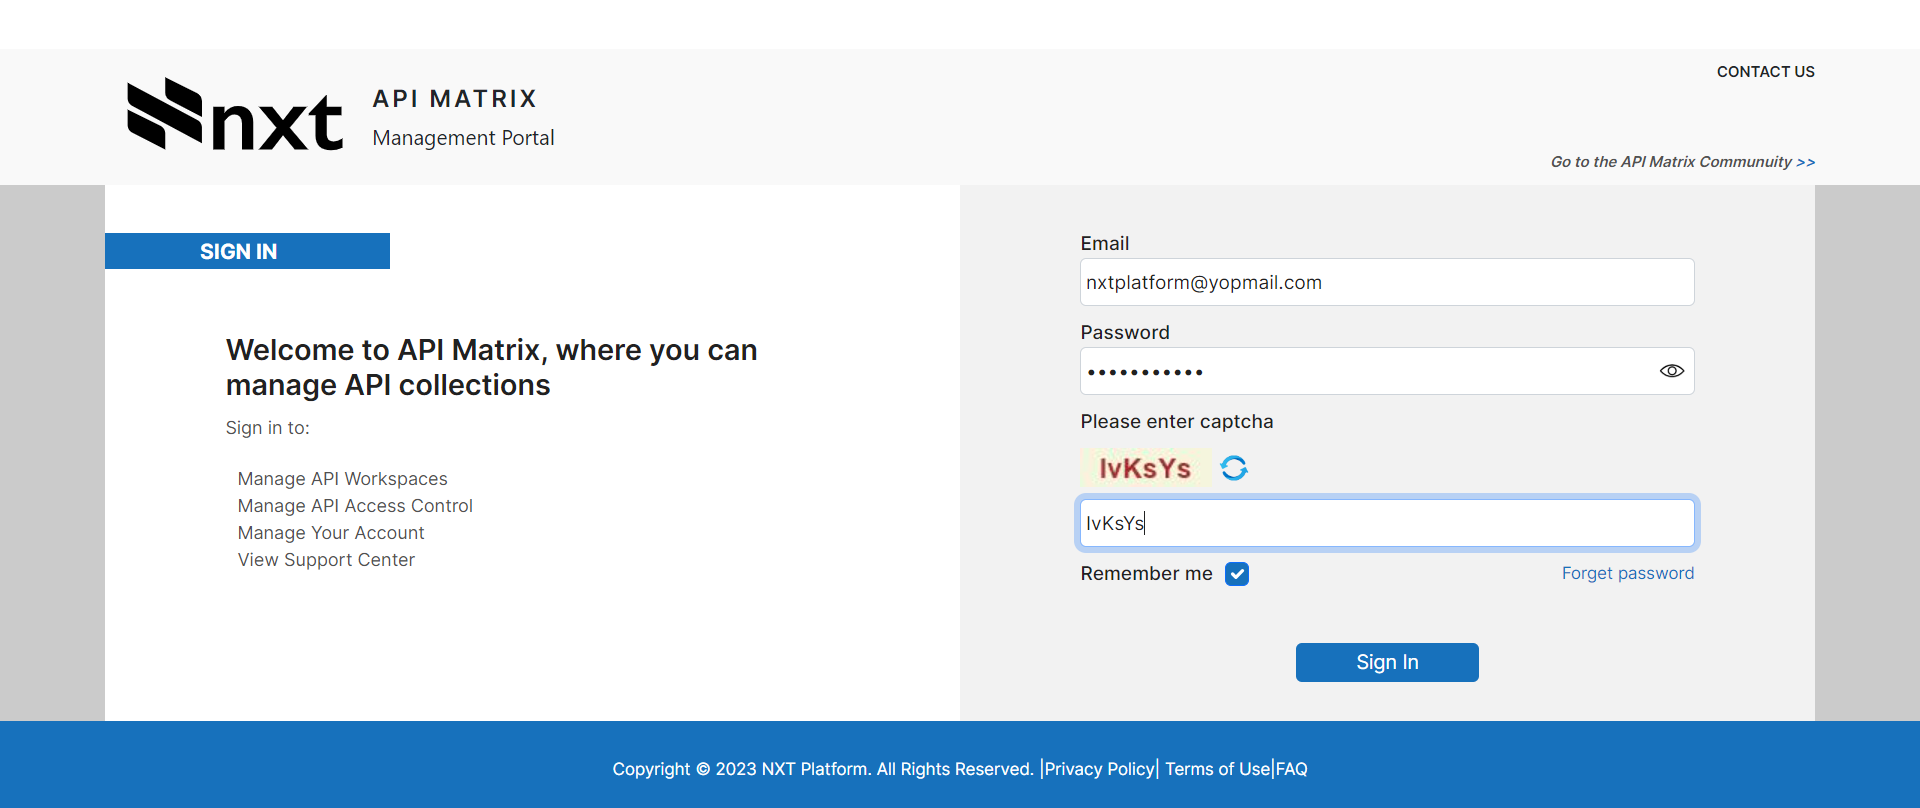 CONTACT US
nxt
API MATRIX
Management Portal
Go to the API Matrix Communuity >>
SIGN IN
Welcome to API Matrix, where you can
manage API collections
Sign in to:
Manage API Workspaces
Manage API Access Control
Manage Your Account
View Support Center
Email
nxtplatform@yopmail.com
Password
•••••••••••
Please enter captcha
IvKsYs
IvKsYs
Remember me
Forget password
Sign In
Copyright © 2023 NXT Platform. All Rights Reserved. |Privacy Policy| Terms of Use|FAQ